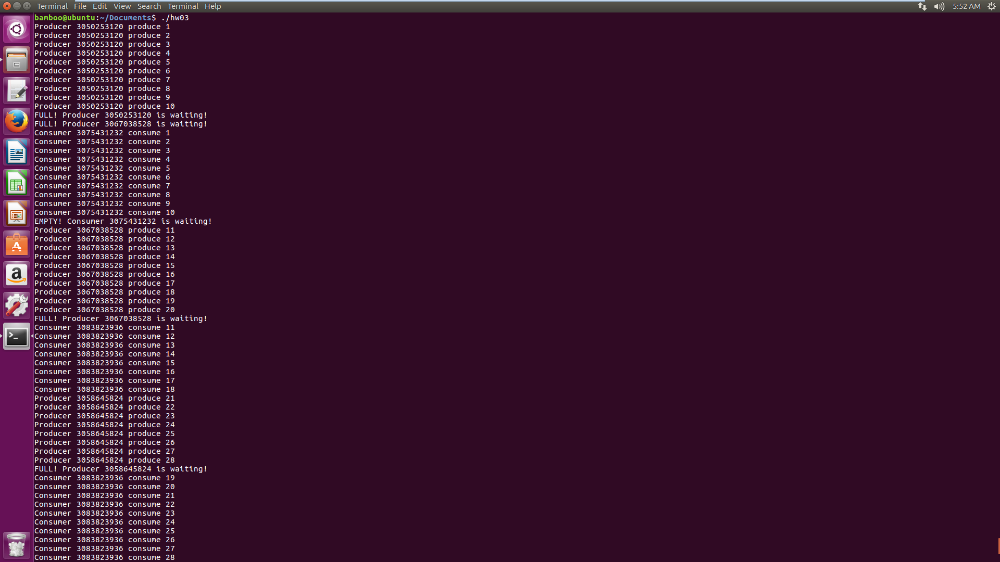 Terminal File Edit View Search Terminal Help 5:52 AM
bamboo@ubuntu:~/Documents$ ./hw03
Producer 3050253120 produce 1
Producer 3050253120 produce 2
Producer 3050253120 produce 3
Producer 3050253120 produce 4
Producer 3050253120 produce 5
Producer 3050253120 produce 6
Producer 3050253120 produce 7
Producer 3050253120 produce 8
Producer 3050253120 produce 9
Producer 3050253120 produce 10
FULL! Producer 3050253120 is waiting!
FULL! Producer 3067038528 is waiting!
Consumer 3075431232 consume 1
Consumer 3075431232 consume 2
Consumer 3075431232 consume 3
Consumer 3075431232 consume 4
Consumer 3075431232 consume 5
Consumer 3075431232 consume 6
Consumer 3075431232 consume 7
Consumer 3075431232 consume 8
Consumer 3075431232 consume 9
Consumer 3075431232 consume 10
EMPTY! Consumer 3075431232 is waiting!
Producer 3067038528 produce 11
Producer 3067038528 produce 12
Producer 3067038528 produce 13
Producer 3067038528 produce 14
Producer 3067038528 produce 15
Producer 3067038528 produce 16
Producer 3067038528 produce 17
Producer 3067038528 produce 18
Producer 3067038528 produce 19
Producer 3067038528 produce 20
FULL! Producer 3067038528 is waiting!
Consumer 3083823936 consume 11
Consumer 3083823936 consume 12
Consumer 3083823936 consume 13
Consumer 3083823936 consume 14
Consumer 3083823936 consume 15
Consumer 3083823936 consume 16
Consumer 3083823936 consume 17
Consumer 3083823936 consume 18
Producer 3058645824 produce 21
Producer 3058645824 produce 22
Producer 3058645824 produce 23
Producer 3058645824 produce 24
Producer 3058645824 produce 25
Producer 3058645824 produce 26
Producer 3058645824 produce 27
Producer 3058645824 produce 28
FULL! Producer 3058645824 is waiting!
Consumer 3083823936 consume 19
Consumer 3083823936 consume 20
Consumer 3083823936 consume 21
Consumer 3083823936 consume 22
Consumer 3083823936 consume 23
Consumer 3083823936 consume 24
Consumer 3083823936 consume 25
Consumer 3083823936 consume 26
Consumer 3083823936 consume 27
Consumer 3083823936 consume 28